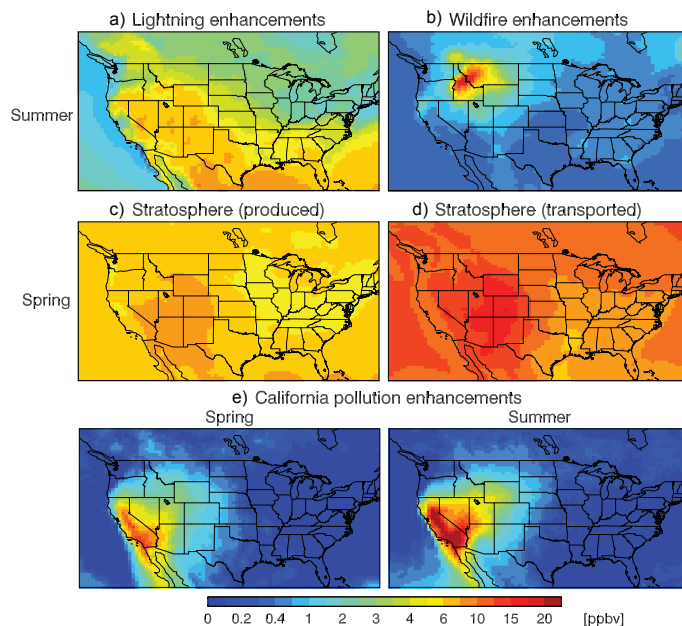 a) Lightning enhancements
b) Wildfire enhancements
Summer
c) Stratosphere (produced)
d) Stratosphere (transported)
Spring
e) California pollution enhancements
Spring
Summer
0 0.2 0.4 1 2 3 4 6 10 15 20 [ppbv]